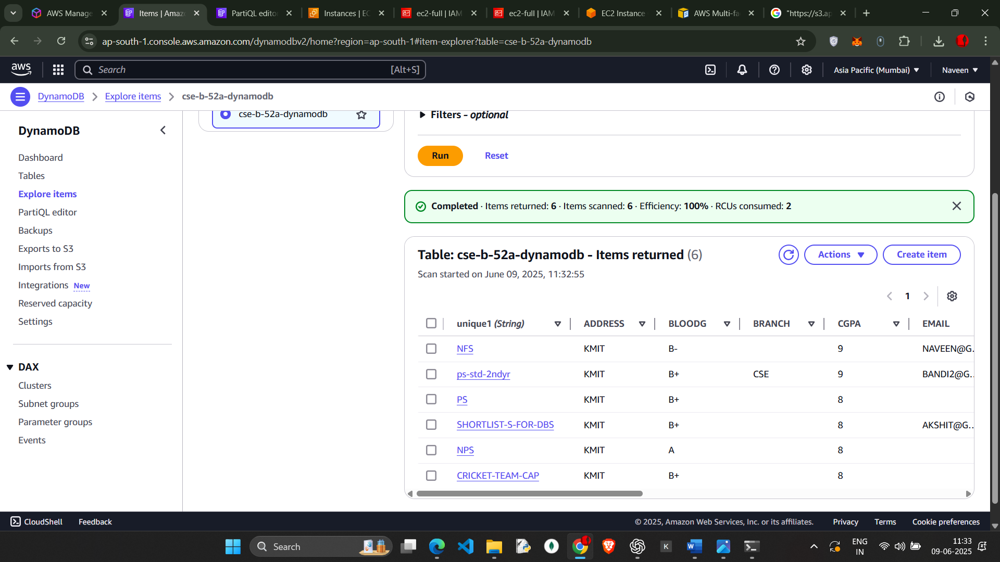 AWS Manage
Items | Amaz
PartiQL edito
Instances | EC
ec2-full | IAM
ec2-full | IAM
EC2 Instance
AWS Multi-fa
"https://s3.ap
ap-south-1.console.aws.amazon.com/dynamodbv2/home?region=ap-south-1#item-explorer?table=cse-b-52a-dynamodb
aws
Search
[Alt+S]
Asia Pacific (Mumbai)
Naveen
DynamoDB
Explore items
cse-b-52a-dynamodb
DynamoDB
Dashboard
Tables
Explore items
PartiQL editor
Backups
Exports to S3
Imports from S3
Integrations New
Reserved capacity
Settings
DAX
Clusters
Subnet groups
Parameter groups
Events
cse-b-52a-dynamodb
Filters - optional
Run
Reset
Completed · Items returned: 6 · Items scanned: 6 · Efficiency: 100% · RCUs consumed: 2
Table: cse-b-52a-dynamodb - Items returned (6)
Actions
Create item
Scan started on June 09, 2025, 11:32:55
1
unique1 (String) ADDRESS BLOODG BRANCH CGPA EMAIL
NFS KMIT B- 9 NAVEEN@G...
ps-std-2ndyr KMIT B+ CSE 9 BANDI2@G...
PS KMIT B+ 8
SHORTLIST-S-FOR-DBS KMIT B+ 8 AKSHIT@G...
NPS KMIT A 8
CRICKET-TEAM-CAP KMIT B+ 8
CloudShell
Feedback
© 2025, Amazon Web Services, Inc. or its affiliates.
Privacy
Terms
Cookie preferences
Search
K
W
ENG
IN
11:33
09-06-2025